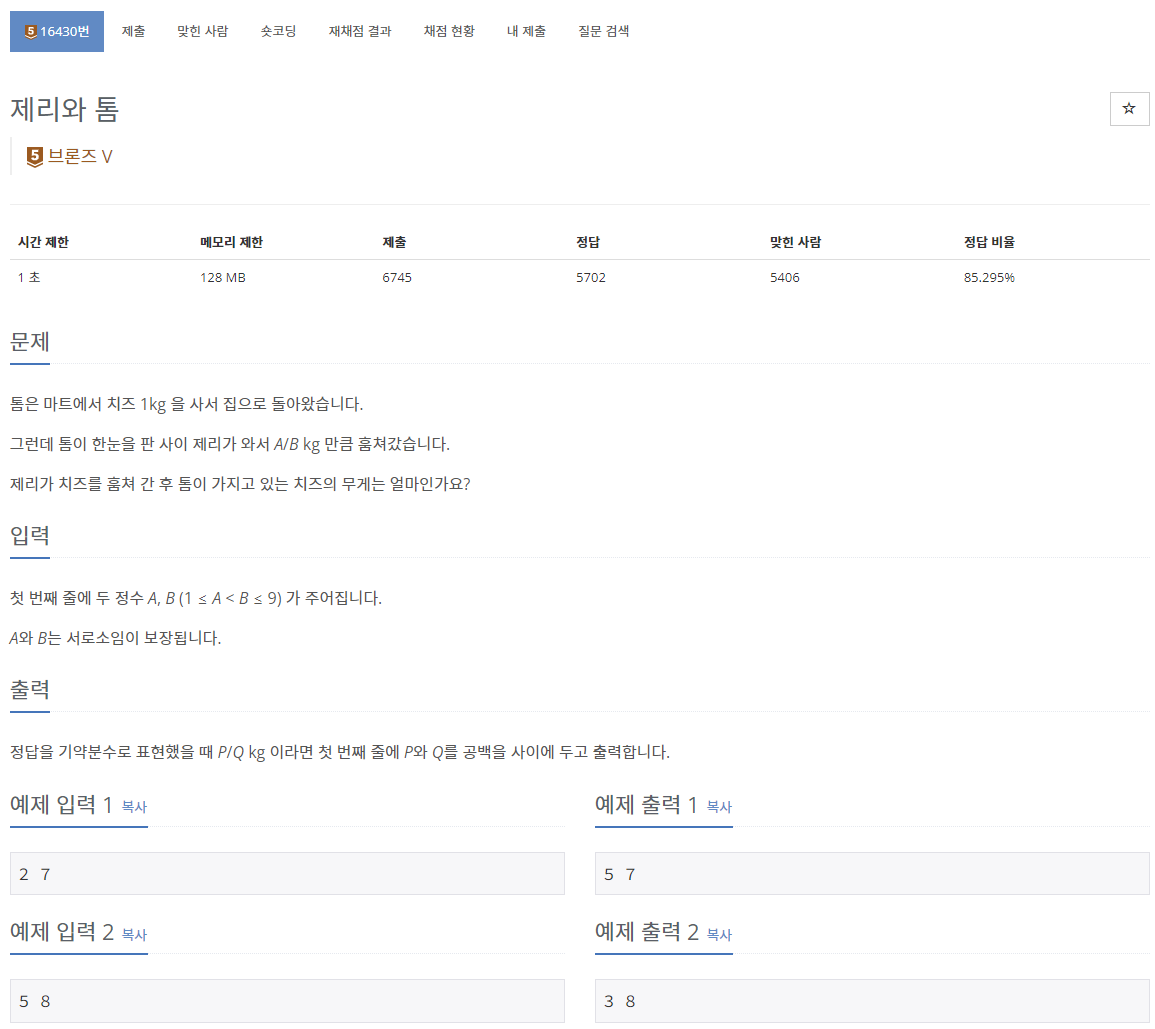 5 16430번 제출 맞힌 사람 숏코딩 재채점 결과 채점 현황 내 제출 질문 검색
제리와 톰
☆
5 브론즈 V
시간 제한 메모리 제한 제출 정답 맞힌 사람 정답 비율
1 초 128 MB 6745 5702 5406 85.295%
문제
톰은 마트에서 치즈 1kg 을 사서 집으로 돌아왔습니다.
그런데 톰이 한눈을 판 사이 제리가 와서 A/B kg 만큼 훔쳐갔습니다.
제리가 치즈를 훔쳐 간 후 톰이 가지고 있는 치즈의 무게는 얼마인가요?
입력
첫 번째 줄에 두 정수 A, B (1 ≤ A < B ≤ 9) 가 주어집니다.
A와 B는 서로소임이 보장됩니다.
출력
정답을 기약분수로 표현했을 때 P/Q kg 이라면 첫 번째 줄에 P와 Q를 공백을 사이에 두고 출력합니다.
예제 입력 1 복사
2 7
예제 출력 1 복사
5 7
예제 입력 2 복사
5 8
예제 출력 2 복사
3 8